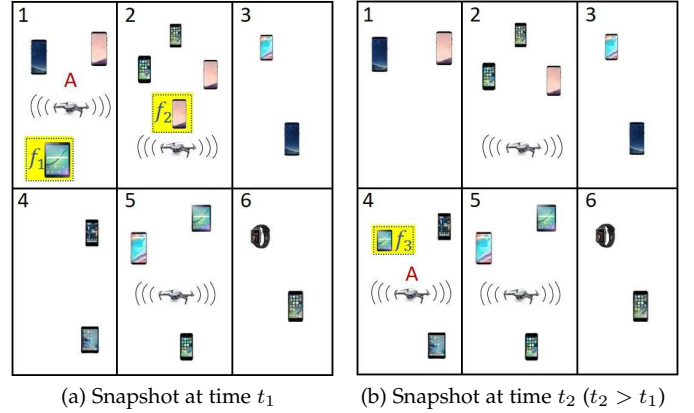 1 2 3
A
f₂
f₁
4 5 6
(a) Snapshot at time t₁
1 2 3
4 5 6
f₃
A
(b) Snapshot at time t₂ (t₂ > t₁)